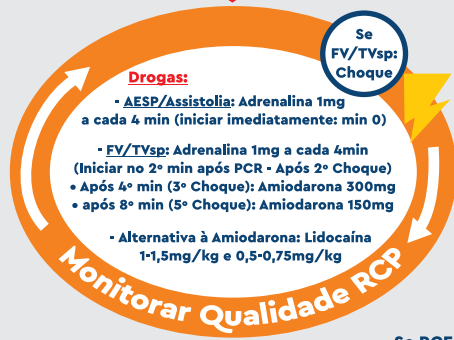 Se
FV/TVsp:
Choque
Drogas:
- AESP/Assistolia: Adrenalina 1mg
a cada 4 min (iniciar imediatamente: min 0)
- FV/TVsp: Adrenalina 1mg a cada 4min
(Iniciar no 2º min após PCR - Após 2º Choque)
• Após 4º min (3º Choque): Amiodarona 300mg
• após 8º min (5º Choque): Amiodarona 150mg
- Alternativa à Amiodarona: Lidocaína
1-1,5mg/kg e 0,5-0,75mg/kg
Monitorar Qualidade RCP